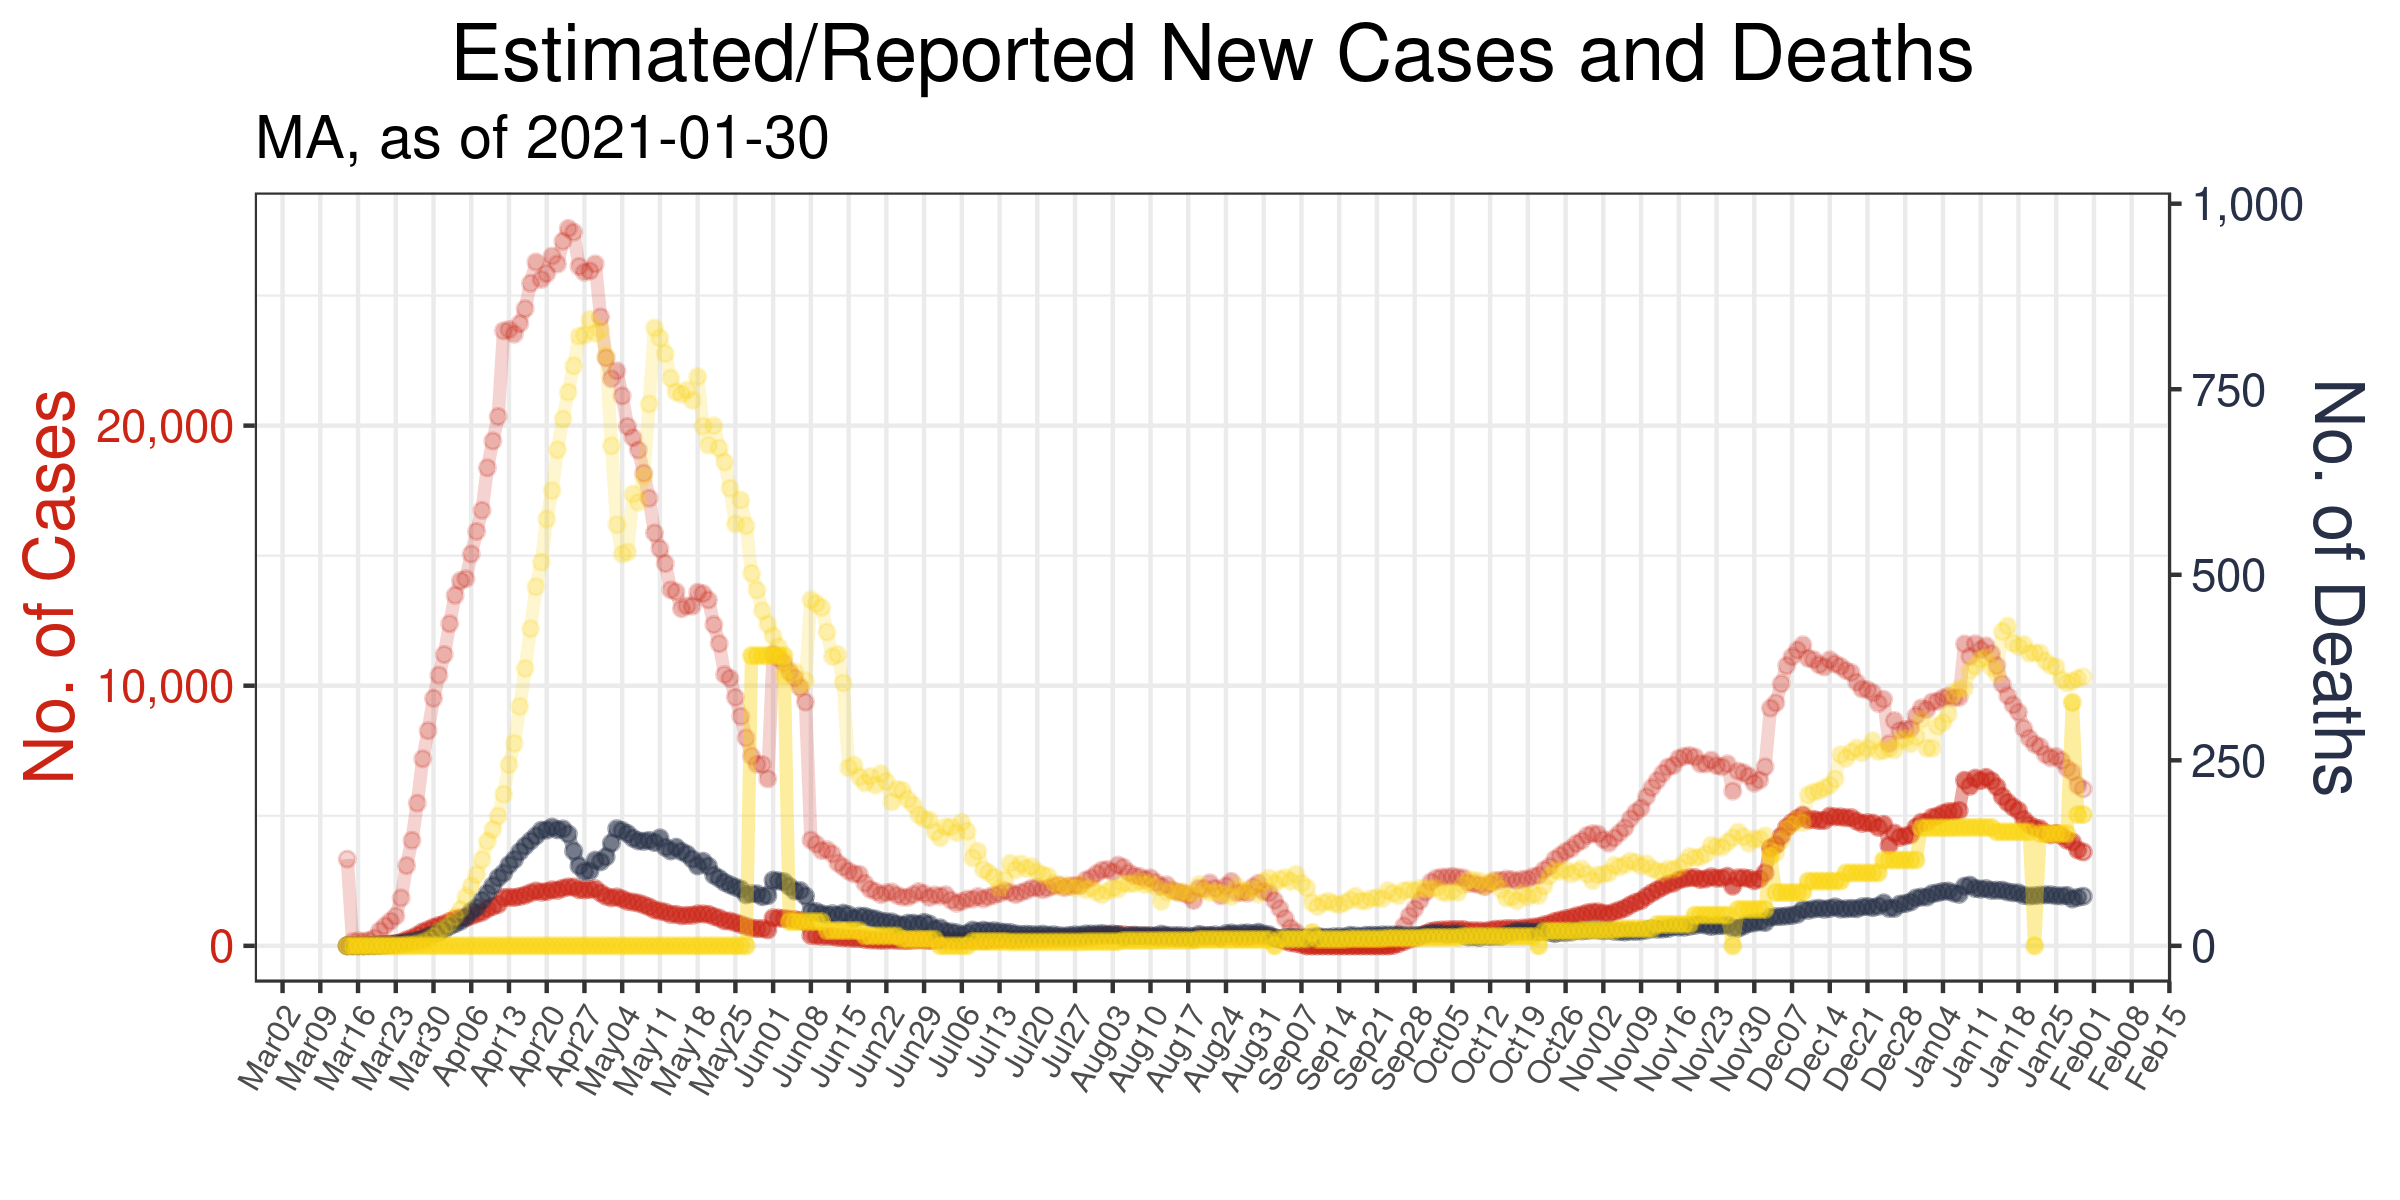 Estimated/Reported New Cases and Deaths
MA, as of 2021-01-30
No. of Cases
20,000
10,000
0
1,000
750
500
250
0
No. of Deaths
Mar02
Mar09
Mar16
Mar23
Mar30
Apr06
Apr13
Apr20
Apr27
May04
May11
May18
May25
Jun01
Jun08
Jun15
Jun22
Jun29
Jul06
Jul13
Jul20
Jul27
Aug03
Aug10
Aug17
Aug24
Aug31
Sep07
Sep14
Sep21
Sep28
Oct05
Oct12
Oct19
Oct26
Nov02
Nov09
Nov16
Nov23
Nov30
Dec07
Dec14
Dec21
Dec28
Dec04
Jan11
Jan18
Jan18
Jan25
Feb01
Feb08
Feb15